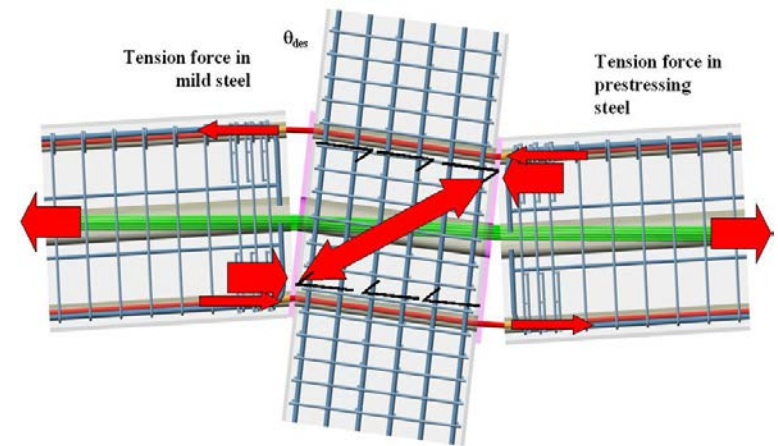 θdes
Tension force in
mild steel
Tension force in
prestressing
steel